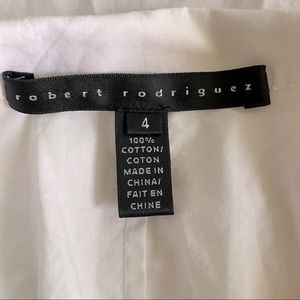 robert rodriguez
4
100%
COTTON/
COTON
MADE IN
CHINA/
FAIT EN
CHINE